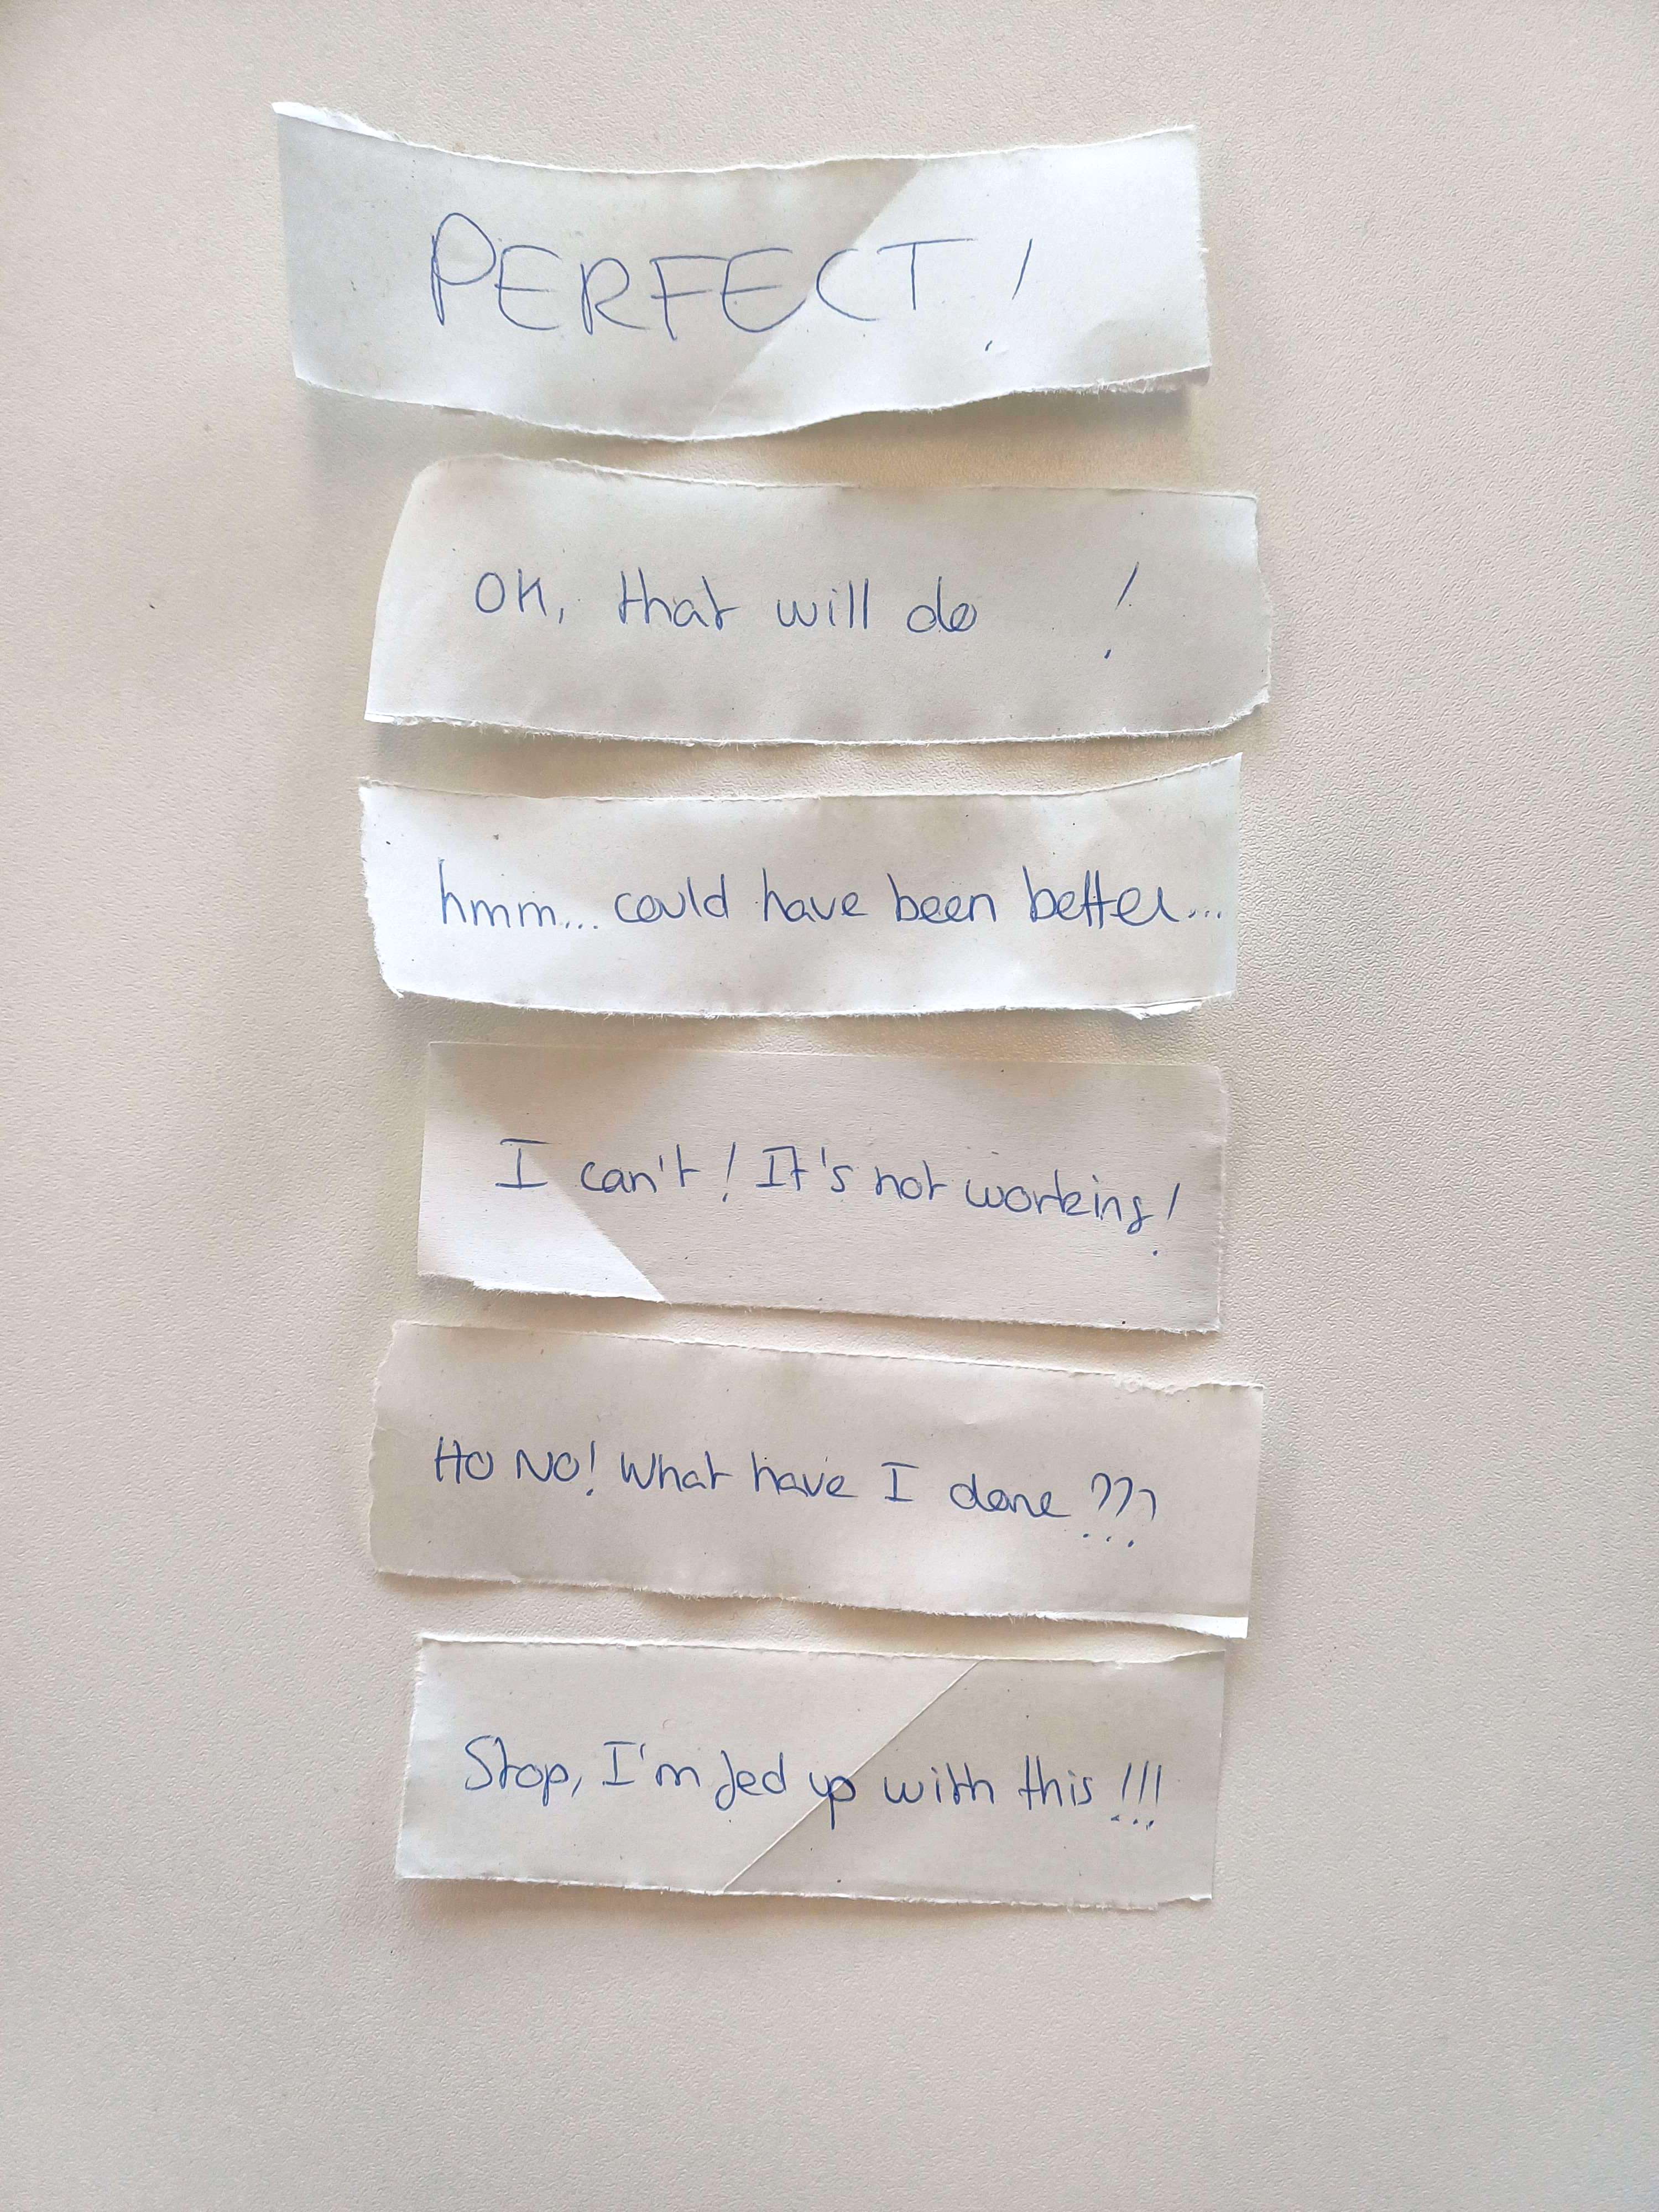 PERFECT!
OK, that will do !
hmm... could have been better...
I can't! It's not working!
HO NO! What have I done ???
Stop, I'm fed up with this!!!